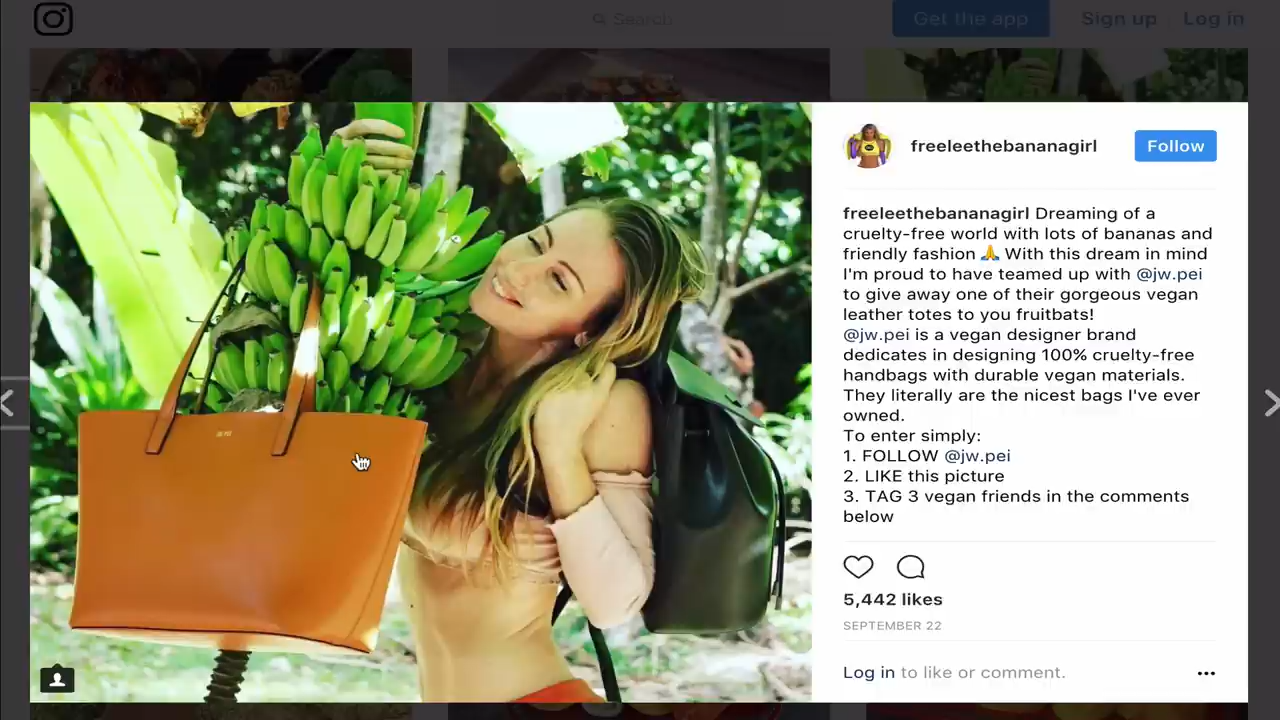 Search
Get the app
Sign up
Log in
freeleethebananagirl
Follow
freeleethebananagirl Dreaming of a
cruelty-free world with lots of bananas and
friendly fashion 🙏 With this dream in mind
I'm proud to have teamed up with @jw.pei
to give away one of their gorgeous vegan
leather totes to you fruitbats!
@jw.pei is a vegan designer brand
dedicates in designing 100% cruelty-free
handbags with durable vegan materials.
They literally are the nicest bags I've ever
owned.
To enter simply:
1. FOLLOW @jw.pei
2. LIKE this picture
3. TAG 3 vegan friends in the comments
below
5,442 likes
SEPTEMBER 22
Log in to like or comment.